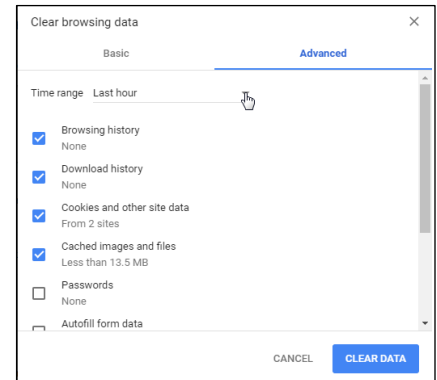 Clear browsing data
Basic Advanced
Time range Last hour
Browsing history
None
Download history
None
Cookies and other site data
From 2 sites
Cached images and files
Less than 13.5 MB
Passwords
None
Autofill form data
CANCEL CLEAR DATA